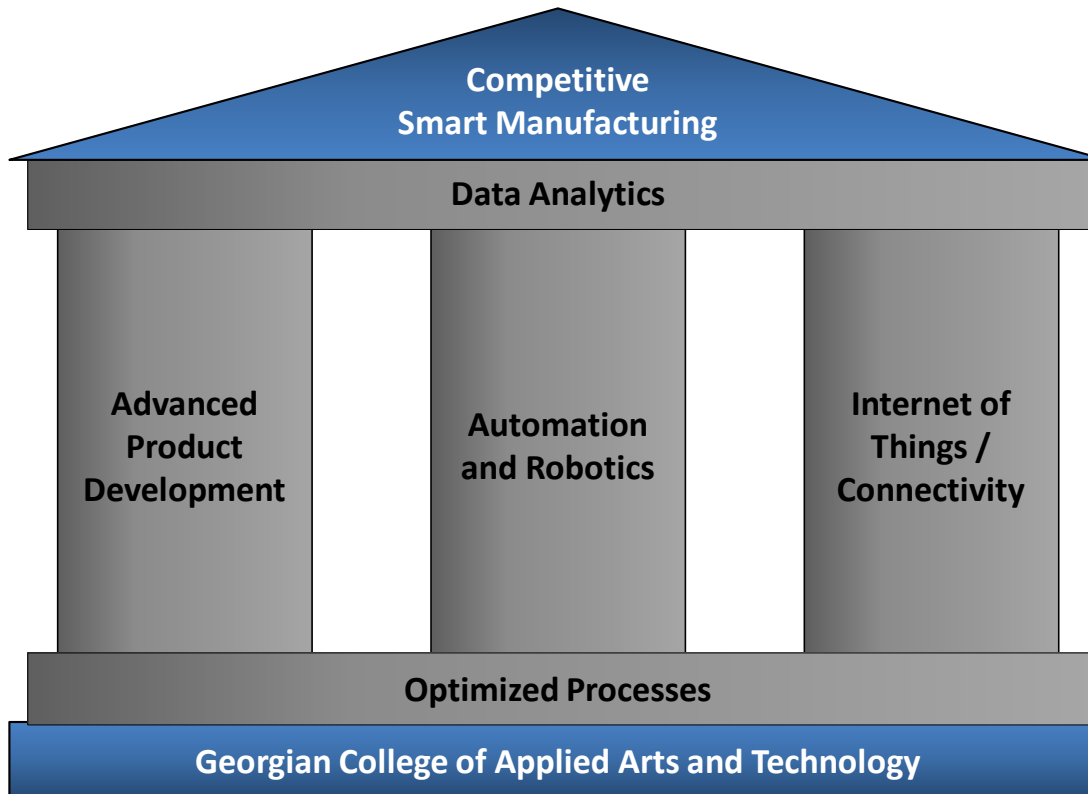 Competitive
Smart Manufacturing
Data Analytics
Advanced
Product
Development
Automation
and Robotics
Internet of
Things /
Connectivity
Optimized Processes
Georgian College of Applied Arts and Technology